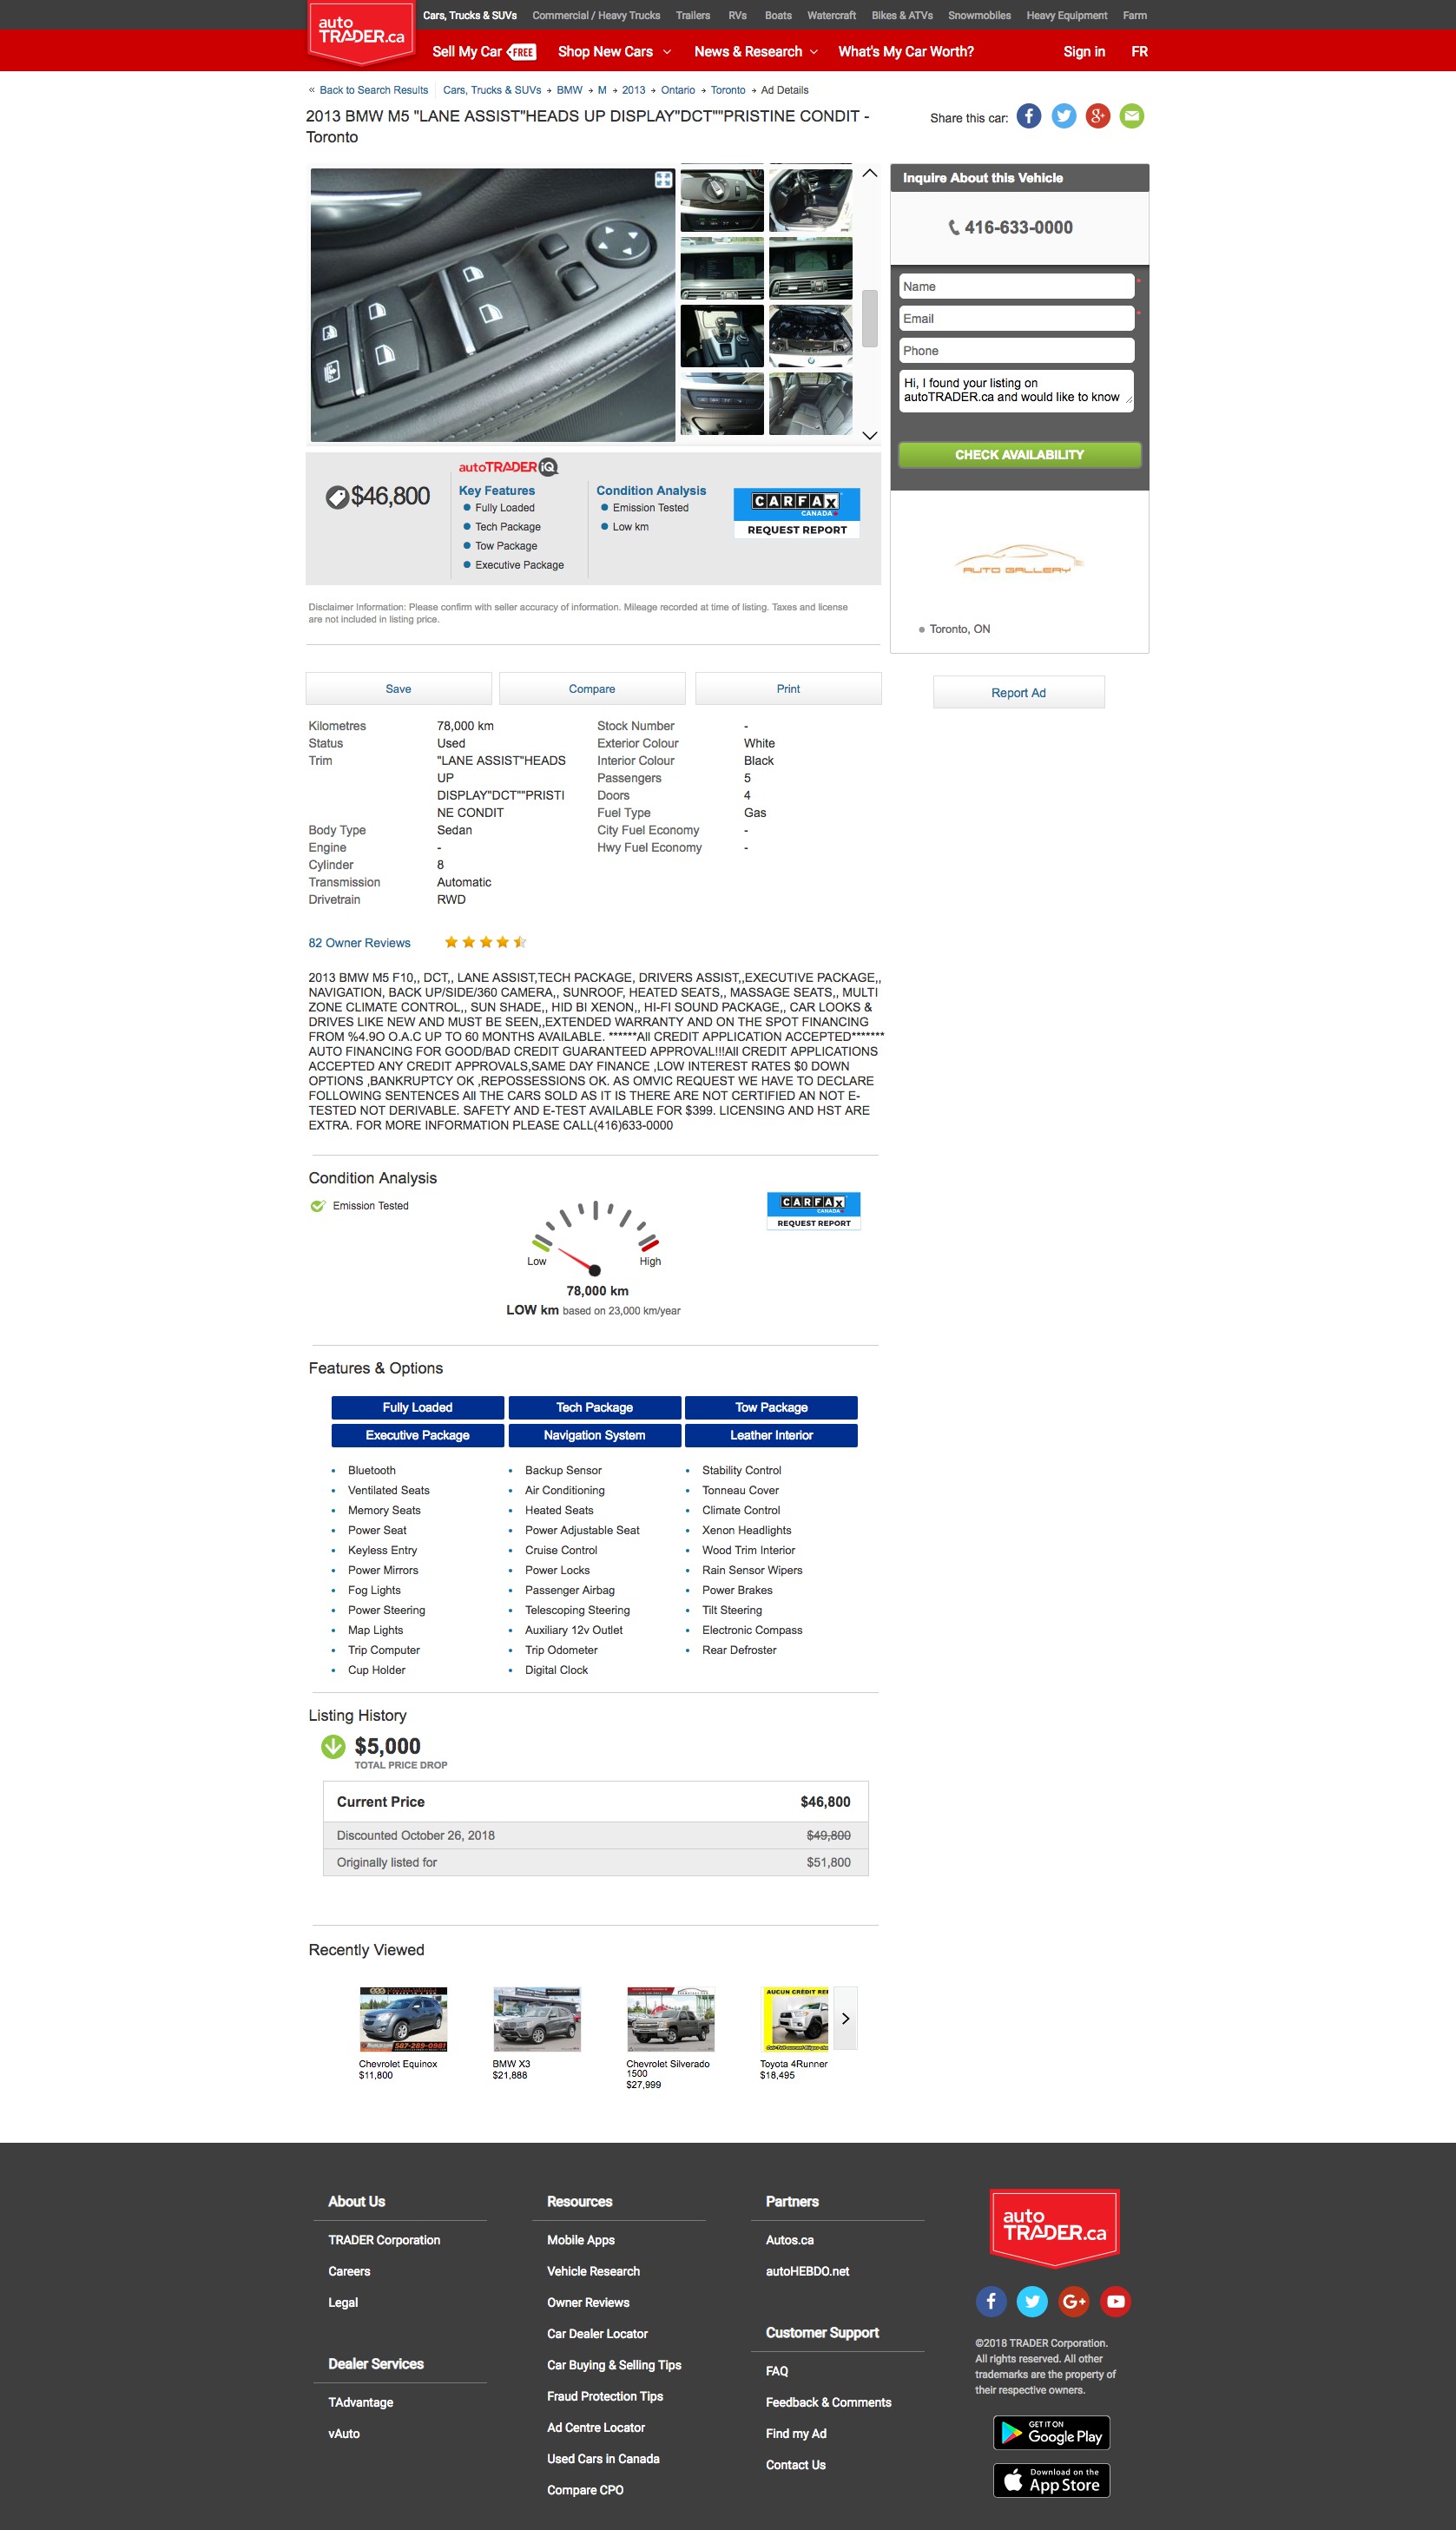 auto
TRADER.ca
Cars, Trucks & SUVs Commercial / Heavy Trucks Trailers RVs Boats Watercraft Bikes & ATVs Snowmobiles Heavy Equipment Farm
Sell My Car FREE Shop New Cars News & Research What's My Car Worth? Sign in FR
« Back to Search Results Cars, Trucks & SUVs BMW M 2013 Ontario Toronto Ad Details
2013 BMW M5 "LANE ASSIST"HEADS UP DISPLAY"DCT""PRISTINE CONDIT -
Toronto
Share this car:
Inquire About this Vehicle
416-633-0000
Name *
Email *
Phone
Hi, I found your listing on
autoTRADER.ca and would like to know
CHECK AVAILABILITY
AUTO GALLERY
Toronto, ON
Report Ad
$46,800
autoTRADER iQ
Key Features
Fully Loaded
Tech Package
Tow Package
Executive Package
Condition Analysis
Emission Tested
Low km
CARFAX
CANADA
REQUEST REPORT
Disclaimer Information: Please confirm with seller accuracy of information. Mileage recorded at time of listing. Taxes and license
are not included in listing price.
Save Compare Print
Kilometres 78,000 km
Status Used
Trim "LANE ASSIST"HEADS
UP
DISPLAY"DCT""PRISTI
NE CONDIT
Body Type Sedan
Engine -
Cylinder 8
Transmission Automatic
Drivetrain RWD
Stock Number -
Exterior Colour White
Interior Colour Black
Passengers 5
Doors 4
Fuel Type Gas
City Fuel Economy -
Hwy Fuel Economy -
82 Owner Reviews
2013 BMW M5 F10,, DCT,, LANE ASSIST,TECH PACKAGE, DRIVERS ASSIST,,EXECUTIVE PACKAGE,,
NAVIGATION, BACK UP/SIDE/360 CAMERA,, SUNROOF, HEATED SEATS,, MASSAGE SEATS,, MULTI
ZONE CLIMATE CONTROL,, SUN SHADE,, HID BI XENON,, HI-FI SOUND PACKAGE,, CAR LOOKS &
DRIVES LIKE NEW AND MUST BE SEEN,,EXTENDED WARRANTY AND ON THE SPOT FINANCING
FROM %4.9O O.A.C UP TO 60 MONTHS AVAILABLE. ******All CREDIT APPLICATION ACCEPTED*******
AUTO FINANCING FOR GOOD/BAD CREDIT GUARANTEED APPROVAL!!!All CREDIT APPLICATIONS
ACCEPTED ANY CREDIT APPROVALS,SAME DAY FINANCE ,LOW INTEREST RATES $0 DOWN
OPTIONS ,BANKRUPTCY OK ,REPOSSESSIONS OK. AS OMVIC REQUEST WE HAVE TO DECLARE
FOLLOWING SENTENCES All THE CARS SOLD AS IT IS THERE ARE NOT CERTIFIED AN NOT E-
TESTED NOT DERIVABLE. SAFETY AND E-TEST AVAILABLE FOR $399. LICENSING AND HST ARE
EXTRA. FOR MORE INFORMATION PLEASE CALL(416)633-0000
Condition Analysis
Emission Tested
Low High
78,000 km
LOW km based on 23,000 km/year
CARFAX
CANADA
REQUEST REPORT
Features & Options
Fully Loaded Tech Package Tow Package
Executive Package Navigation System Leather Interior
Bluetooth Backup Sensor Stability Control
Ventilated Seats Air Conditioning Tonneau Cover
Memory Seats Heated Seats Climate Control
Power Seat Power Adjustable Seat Xenon Headlights
Keyless Entry Cruise Control Wood Trim Interior
Power Mirrors Power Locks Rain Sensor Wipers
Fog Lights Passenger Airbag Power Brakes
Power Steering Telescoping Steering Tilt Steering
Map Lights Auxiliary 12v Outlet Electronic Compass
Trip Computer Trip Odometer Rear Defroster
Cup Holder Digital Clock
Listing History
$5,000
TOTAL PRICE DROP
Current Price $46,800
Discounted October 26, 2018 $49,800
Originally listed for $51,800
Recently Viewed
587-289-0981
AUCUN CRÉDIT REF
Chevrolet Equinox
$11,800
BMW X3
$21,888
Chevrolet Silverado
1500
$27,999
Toyota 4Runner
$18,495
About Us
TRADER Corporation
Careers
Legal
Dealer Services
TAdvantage
vAuto
Resources
Mobile Apps
Vehicle Research
Owner Reviews
Car Dealer Locator
Car Buying & Selling Tips
Fraud Protection Tips
Ad Centre Locator
Used Cars in Canada
Compare CPO
Partners
Autos.ca
autoHEBDO.net
Customer Support
FAQ
Feedback & Comments
Find my Ad
Contact Us
auto
TRADER.ca
©2018 TRADER Corporation.
All rights reserved. All other
trademarks are the property of
their respective owners.
GET IT ON
Google Play
Download on the
App Store